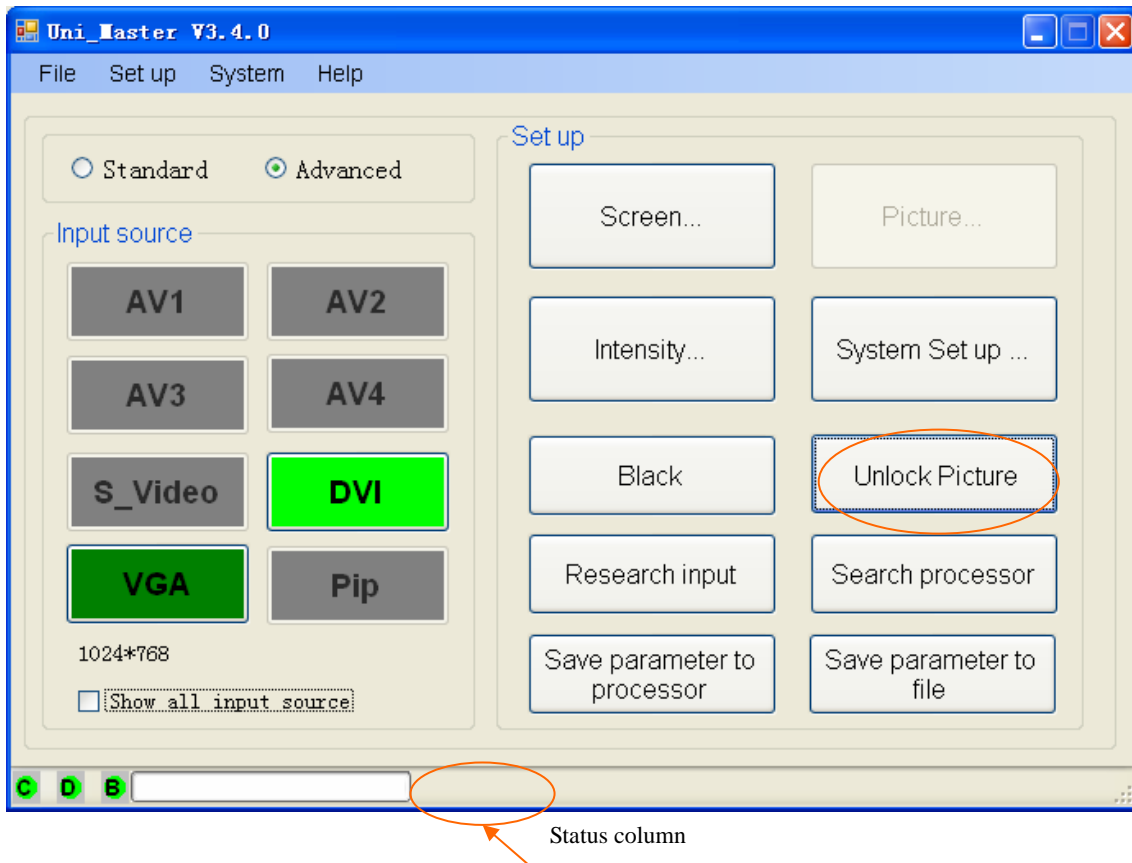 Uni_Master V3.4.0
File Set up System Help
Standard Advanced
Input source
AV1 AV2
AV3 AV4
S_Video DVI
VGA Pip
1024*768
Show all input source
Set up
Screen... Picture...
Intensity... System Set up ...
Black Unlock Picture
Research input Search processor
Save parameter to
processor
Save parameter to
file
C D B
Status column